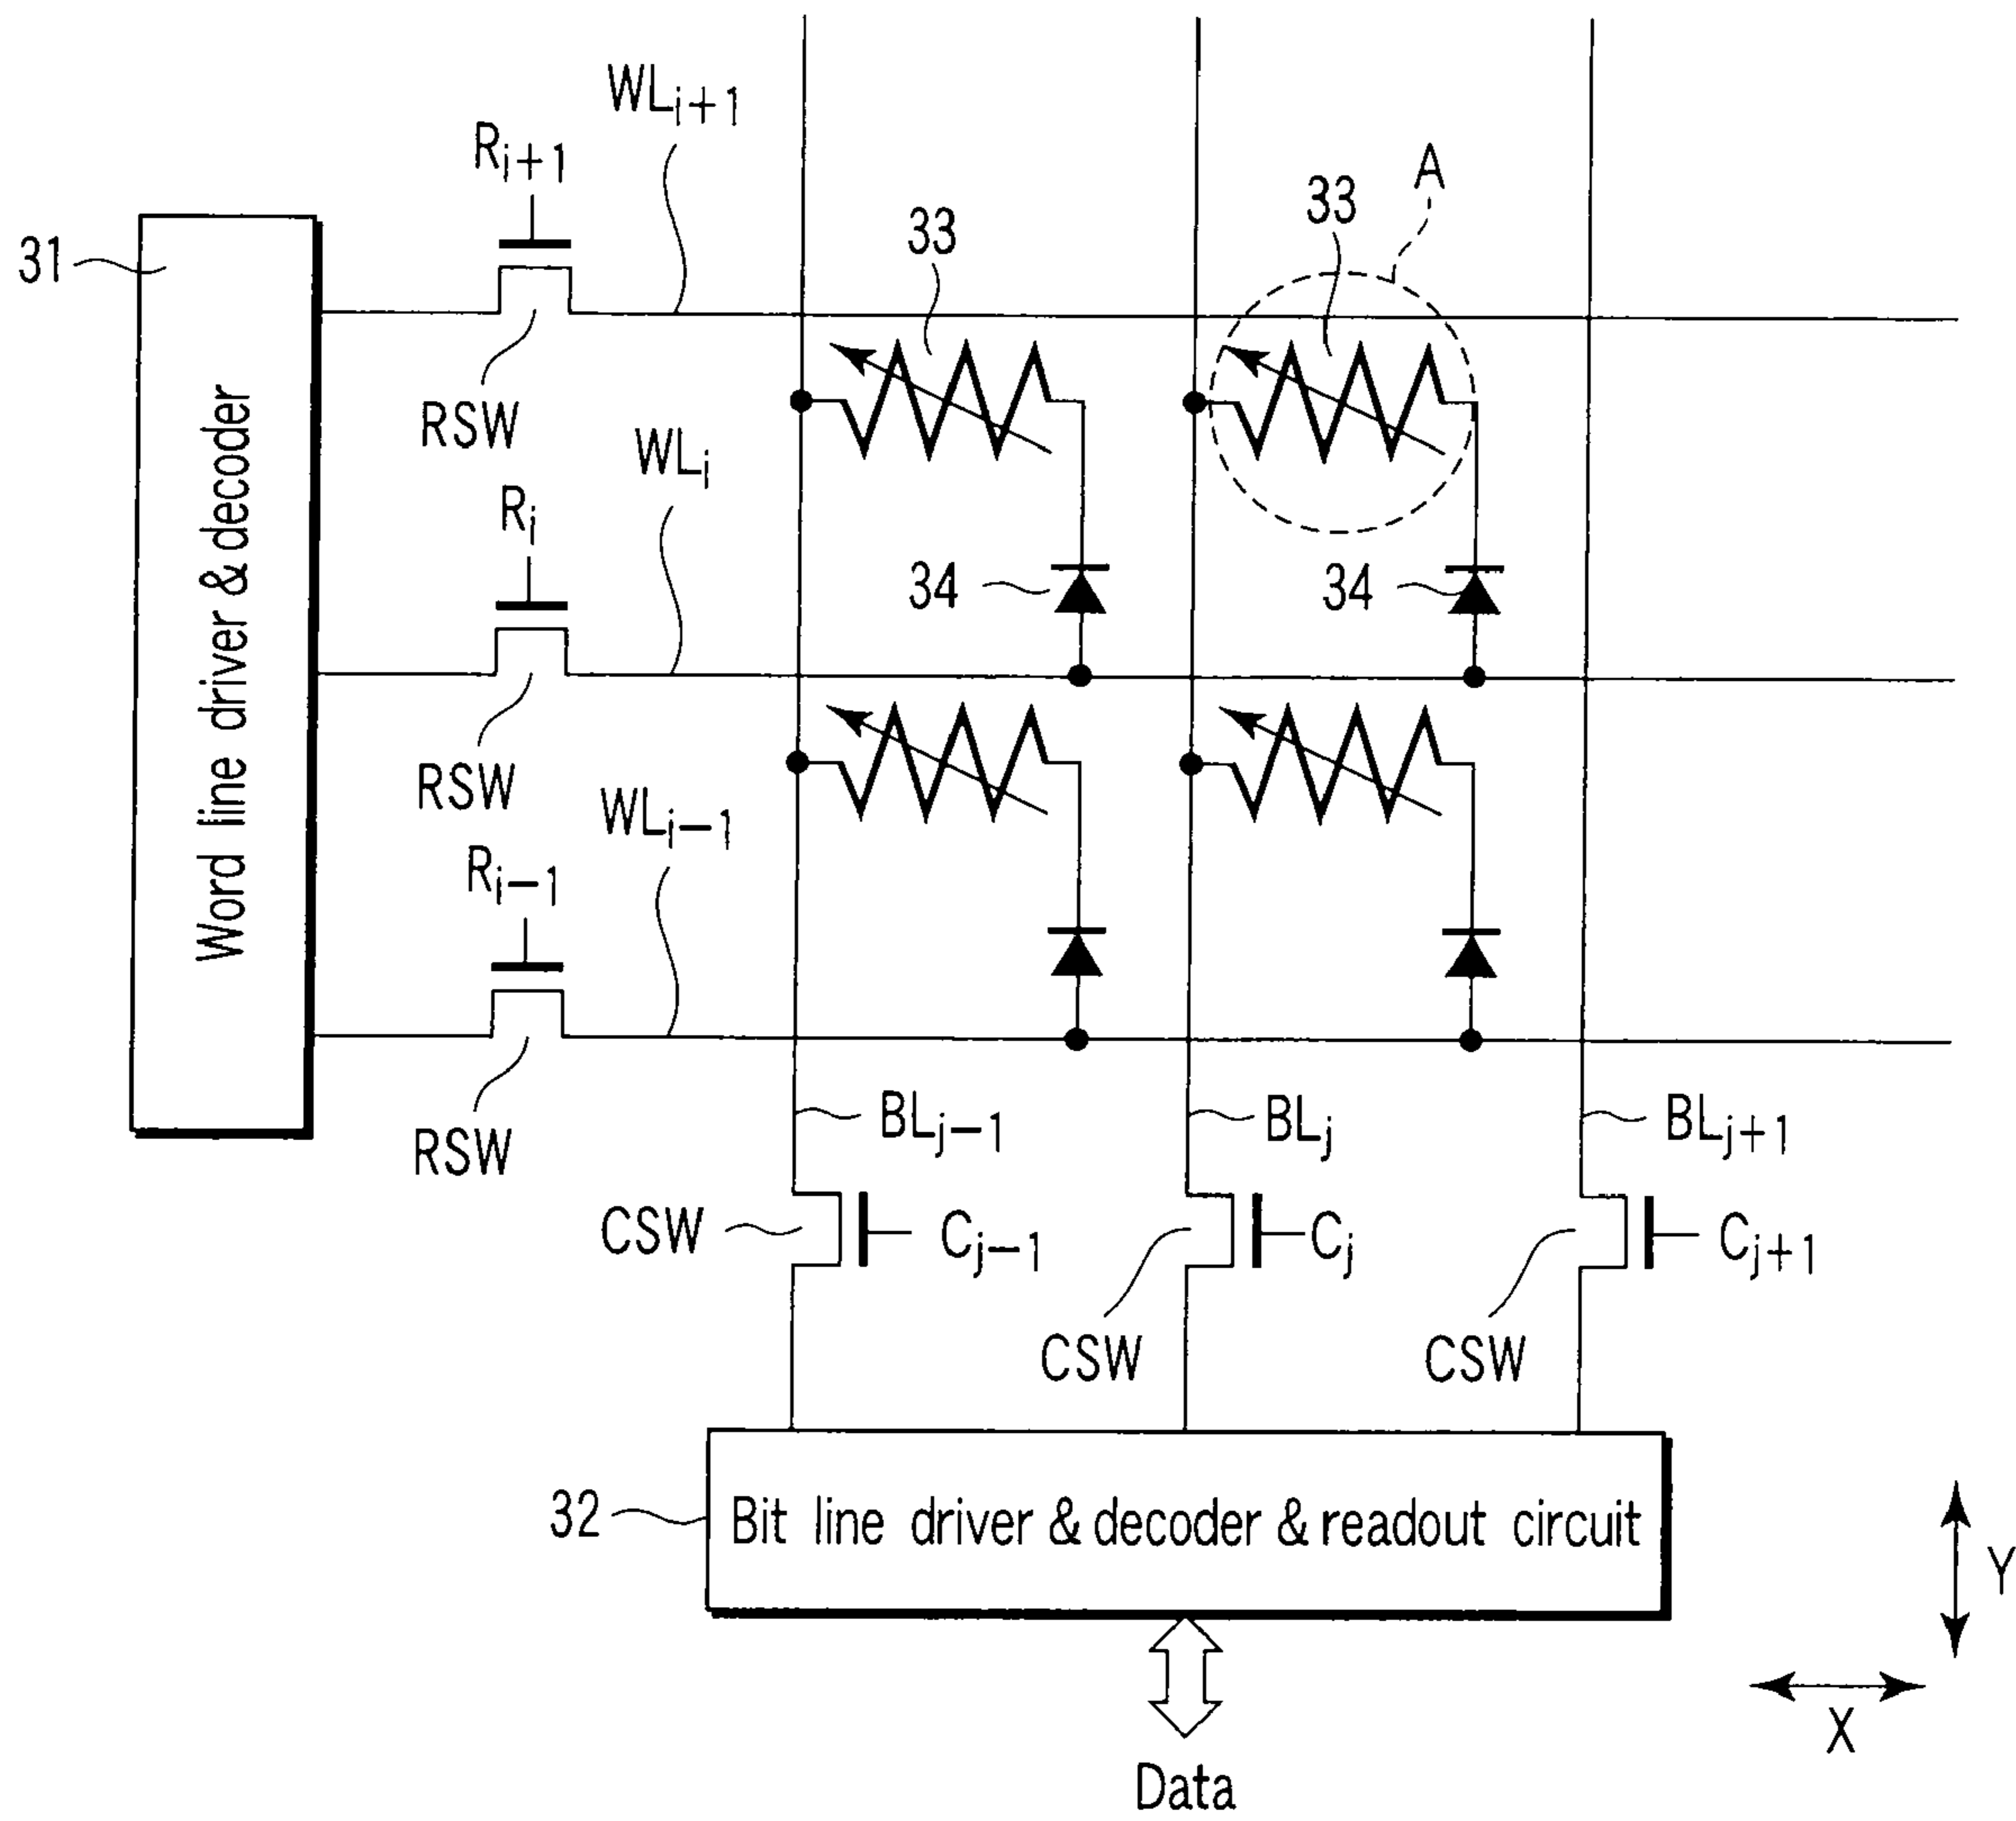 WLi+1
Ri+1
A
33
33
31
RSW
WLi
Ri
34
34
Word line driver & decoder
RSW
WLi-1
Ri-1
RSW
BLj-1
BLj
BLj+1
CSW
Cj-1
Cj
Cj+1
CSW
CSW
32
Bit line driver & decoder & readout circuit
Y
X
Data